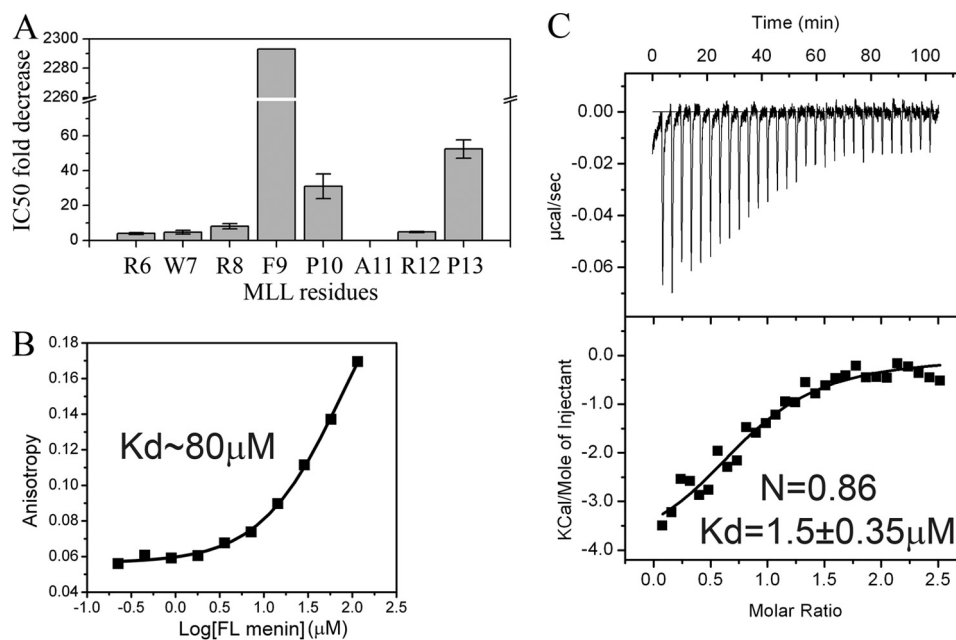 A
IC50 fold decrease
2300
2290
2280
2260
60
40
20
0
R6 W7 R8 F9 P10 A11 R12 P13
MLL residues
B
Anisotropy
0.18
0.16
0.14
0.12
0.10
0.08
0.06
0.04
Kd~80μM
-1.0 -0.5 0.0 0.5 1.0 1.5 2.0 2.5
Log[FL menin] (μM)
C
Time (min)
0 20 40 60 80 100
μcal/sec
0.00
-0.02
-0.04
-0.06
KCal/Mole of Injectant
0.0
-1.0
-2.0
-3.0
-4.0
N=0.86
Kd=1.5±0.35μM
0.0 0.5 1.0 1.5 2.0 2.5
Molar Ratio